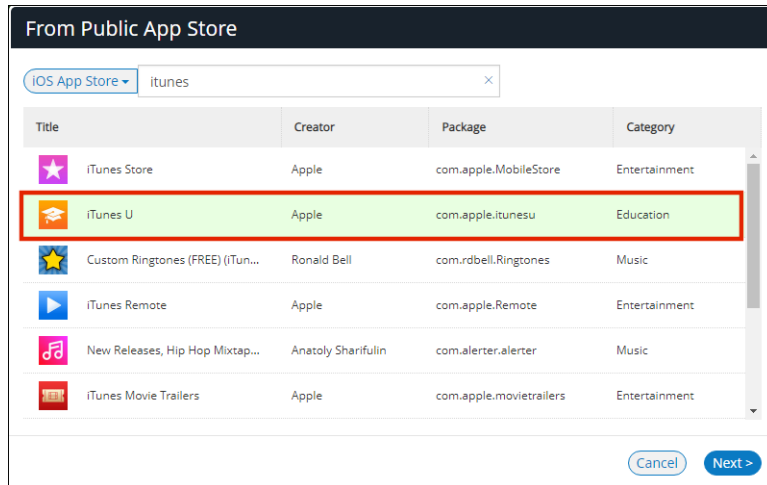 From Public App Store
iOS App Store itunes ×
Title Creator Package Category
iTunes Store Apple com.apple.MobileStore Entertainment
iTunes U Apple com.apple.itunesu Education
Custom Ringtones (FREE) (iTun... Ronald Bell com.rdbell.Ringtones Music
iTunes Remote Apple com.apple.Remote Entertainment
New Releases, Hip Hop Mixtap... Anatoly Sharifulin com.alerter.alerter Music
iTunes Movie Trailers Apple com.apple.movietrailers Entertainment
Cancel Next >